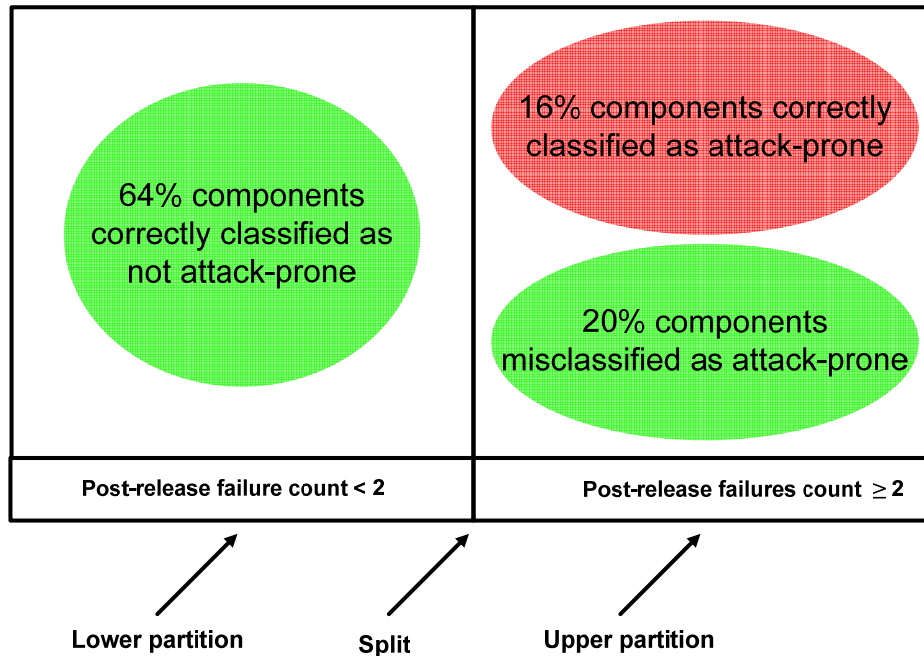 64% components
correctly classified as
not attack-prone
16% components correctly
classified as attack-prone
20% components
misclassified as attack-prone
Post-release failure count < 2
Post-release failures count ≥ 2
Lower partition
Split
Upper partition